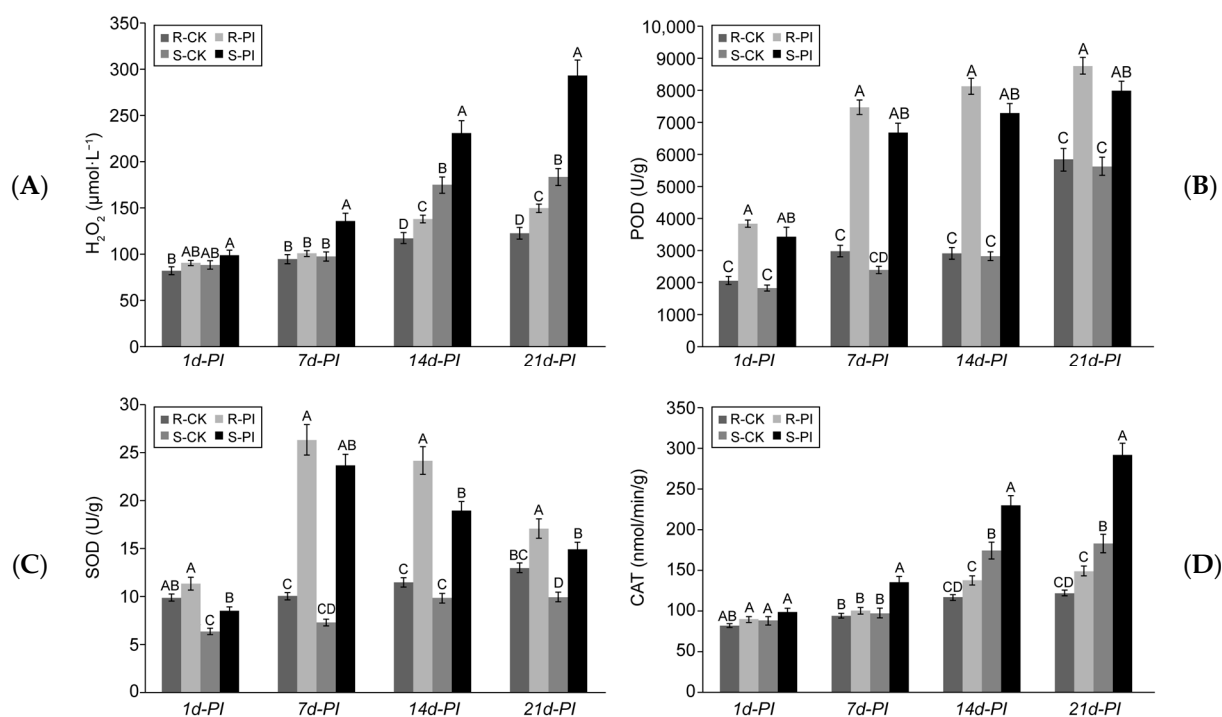 (A)
350
300
250
200
150
100
50
0
H₂O₂ (μmol·L⁻¹)
R-CK R-PI
S-CK S-PI
B AB AB A
B B B A
D C B A
D C B A
1d-PI 7d-PI 14d-PI 21d-PI
(B)
10,000
9000
8000
7000
6000
5000
4000
3000
2000
1000
0
POD (U/g)
R-CK R-PI
S-CK S-PI
C A C AB
C A CD AB
C A C AB
C A C AB
1d-PI 7d-PI 14d-PI 21d-PI
(C)
30
25
20
15
10
5
0
SOD (U/g)
R-CK R-PI
S-CK S-PI
AB A C B
C A CD AB
C A C B
BC A D B
1d-PI 7d-PI 14d-PI 21d-PI
(D)
350
300
250
200
150
100
50
0
CAT (nmol/min/g)
R-CK R-PI
S-CK S-PI
AB A A A
B B B A
CD C B A
CD C B A
1d-PI 7d-PI 14d-PI 21d-PI